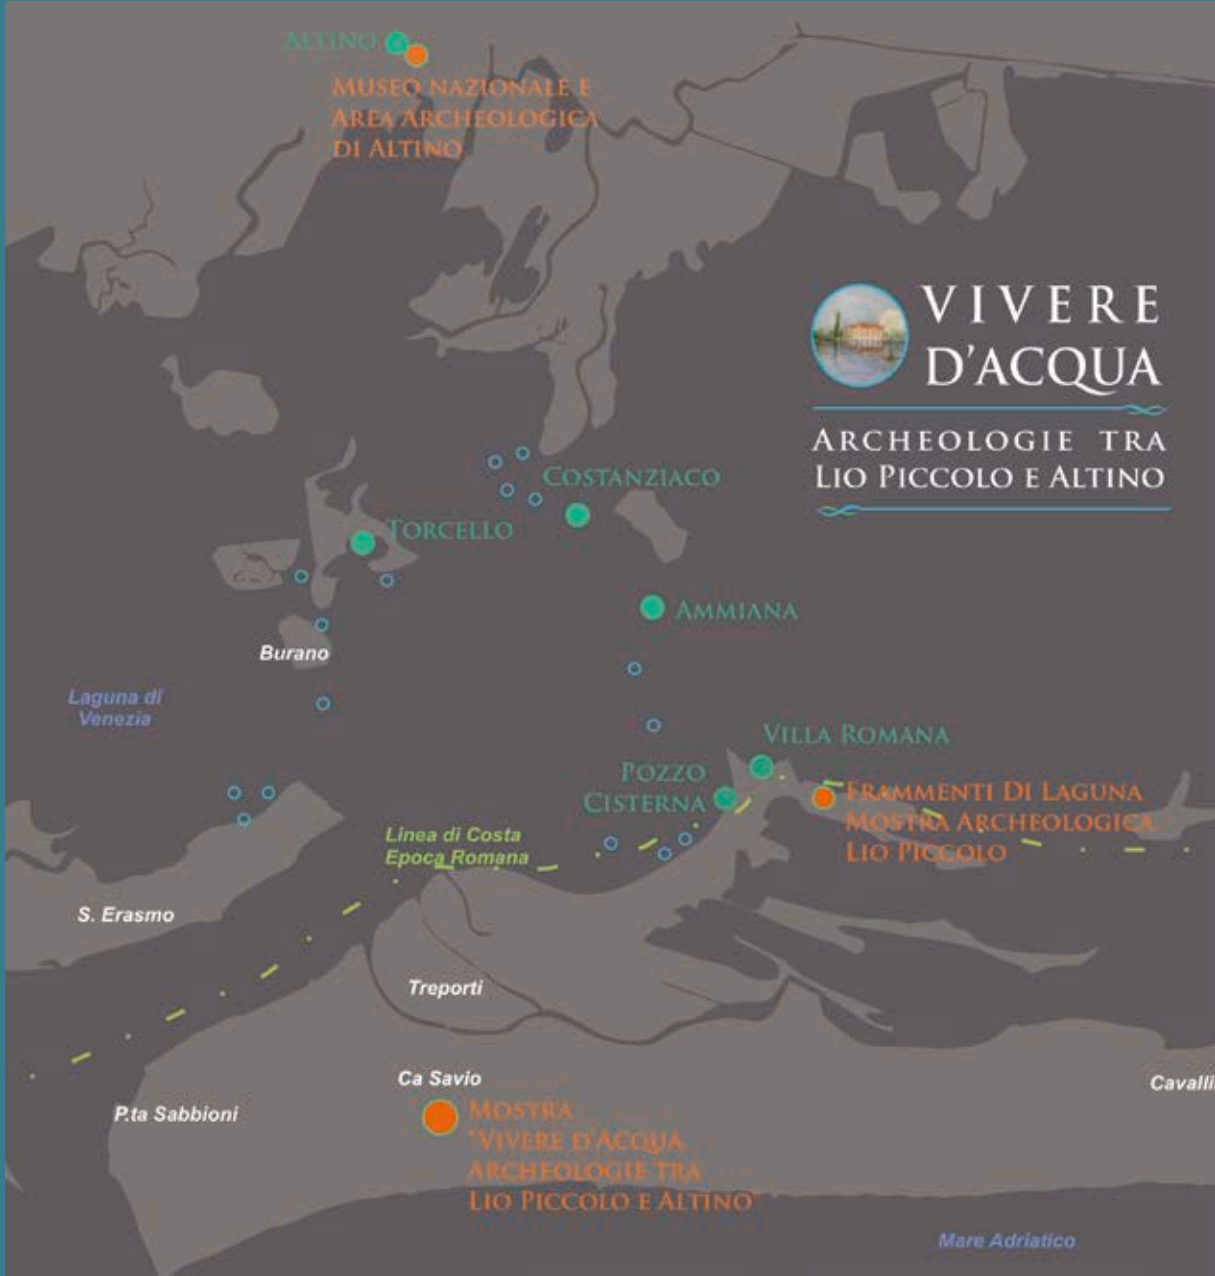 ALTINO
MUSEO NAZIONALE E
AREA ARCHEOLOGICA
DI ALTINO
VIVERE
D'ACQUA
ARCHEOLOGIE TRA
LIO PICCOLO E ALTINO
COSTANZIACO
TORCELLO
AMMIANA
Burano
Laguna di
Venezia
VILLA ROMANA
POZZO
CISTERNA
FRAMMENTI DI LAGUNA
MOSTRA ARCHEOLOGICA
LIO PICCOLO
Linea di Costa
Epoca Romana
S. Erasmo
Treporti
Ca Savio
Cavalli
P.ta Sabbioni
MOSTRA
"VIVERE D'ACQUA
ARCHEOLOGIE TRA
LIO PICCOLO E ALTINO"
Mare Adriatico